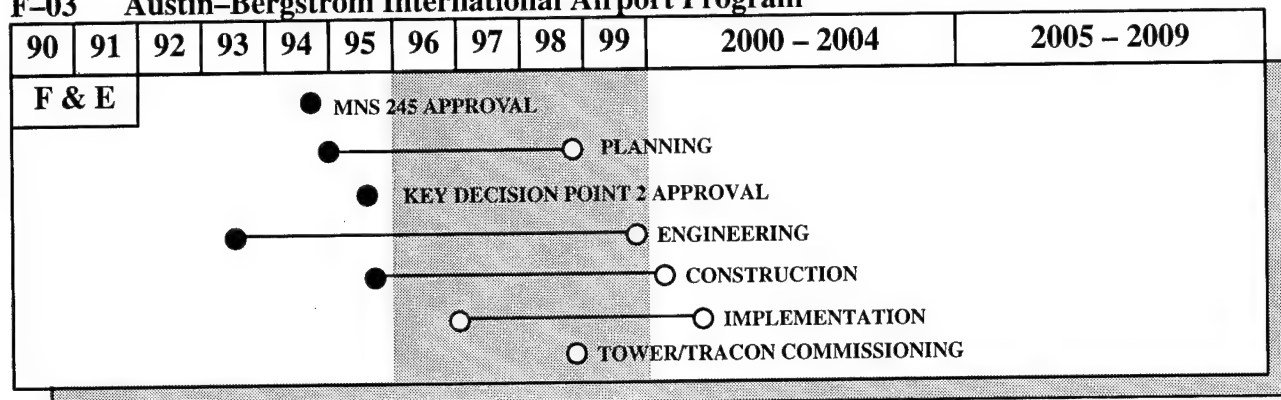 F–03 Austin–Bergstrom International Airport Program
90 91 92 93 94 95 96 97 98 99 2000 – 2004 2005 – 2009
F & E
MNS 245 APPROVAL
PLANNING
KEY DECISION POINT 2 APPROVAL
ENGINEERING
CONSTRUCTION
IMPLEMENTATION
TOWER/TRACON COMMISSIONING